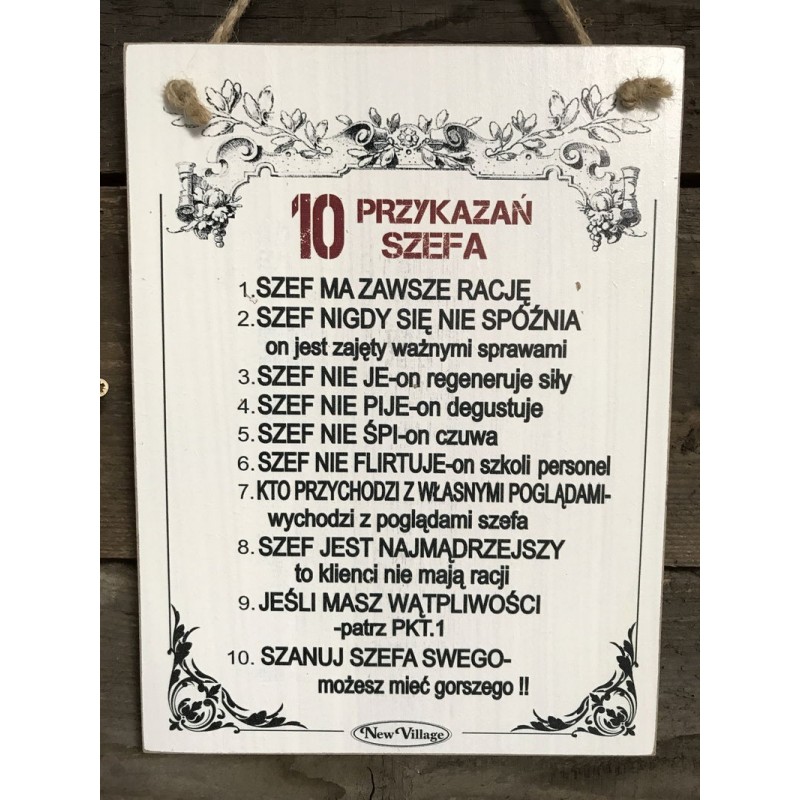 10 PRZYKAZAŃ
SZEFA
1. SZEF MA ZAWSZE RACJĘ
2. SZEF NIGDY SIĘ NIE SPÓŹNIA
on jest zajęty ważnymi sprawami
3. SZEF NIE JE-on regeneruje siły
4. SZEF NIE PIJE-on degustuje
5. SZEF NIE ŚPI-on czuwa
6. SZEF NIE FLIRTUJE-on szkoli personel
7. KTO PRZYCHODZI Z WŁASNYMI POGLĄDAMI-
wychodzi z poglądami szefa
8. SZEF JEST NAJMĄDRZEJSZY
to klienci nie mają racji
9. JEŚLI MASZ WĄTPLIWOŚCI
-patrz PKT.1
10. SZANUJ SZEFA SWEGO-
możesz mieć gorszego !!
New Village